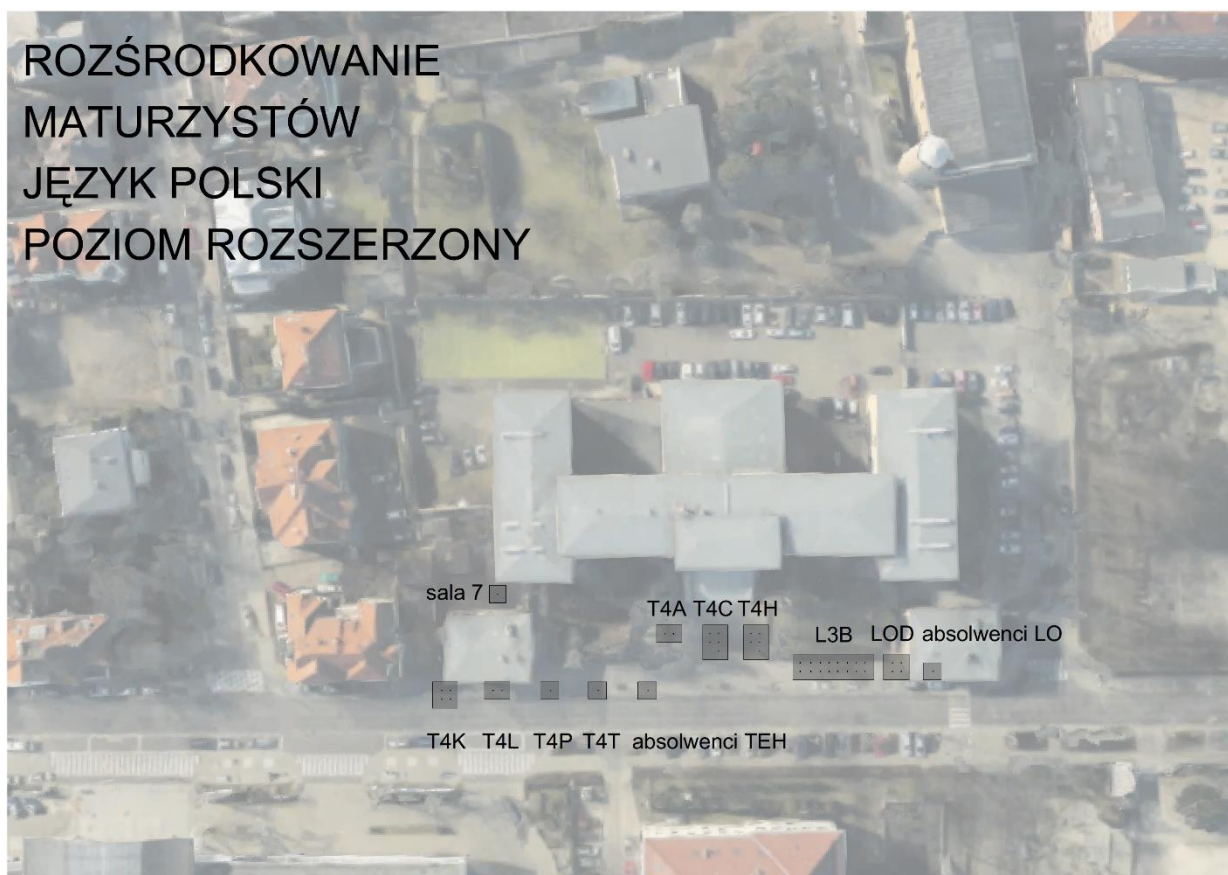 ROZŚRODKOWANIE
MATURZYSTÓW
JĘZYK POLSKI
POZIOM ROZSZERZONY
sala 7
T4A T4C T4H
L3B LOD absolwenci LO
T4K T4L T4P T4T absolwenci TEH